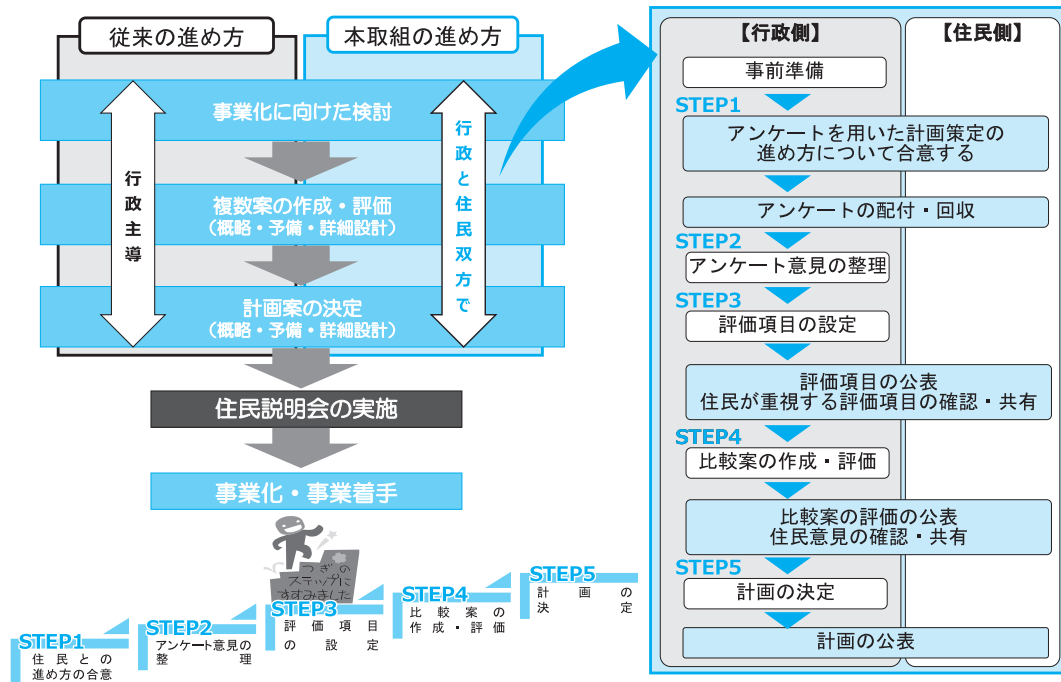 従来の進め方
本取組の進め方
事業化に向けた検討
行政主導
行政と住民双方で
複数案の作成・評価
（概略・予備・詳細設計）
計画案の決定
（概略・予備・詳細設計）
住民説明会の実施
事業化・事業着手
つぎの
ステップに
すすみました
STEP1
住民との
進め方の合意
STEP2
アンケート意見の
整理
STEP3
評価項目
の設定
STEP4
比較案の
作成・評価
STEP5
計画の
決定
【行政側】
【住民側】
事前準備
STEP1
アンケートを用いた計画策定の
進め方について合意する
アンケートの配付・回収
STEP2
アンケート意見の整理
STEP3
評価項目の設定
評価項目の公表
住民が重視する評価項目の確認・共有
STEP4
比較案の作成・評価
比較案の評価の公表
住民意見の確認・共有
STEP5
計画の決定
計画の公表